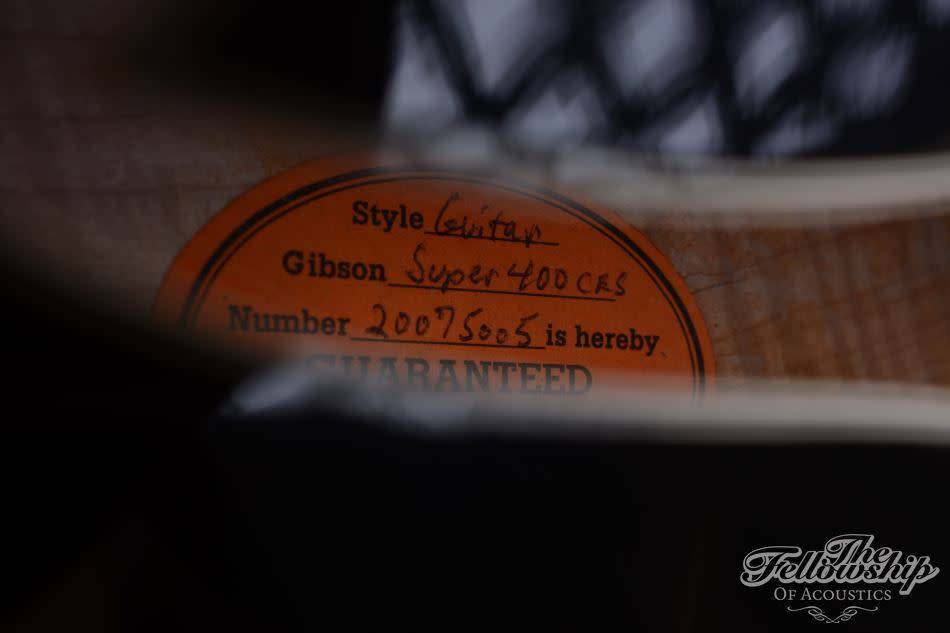 Style Guitar
Gibson Super 400 CES
Number 20075005 is hereby
GUARANTEED
The
Fellowship
OF ACOUSTICS